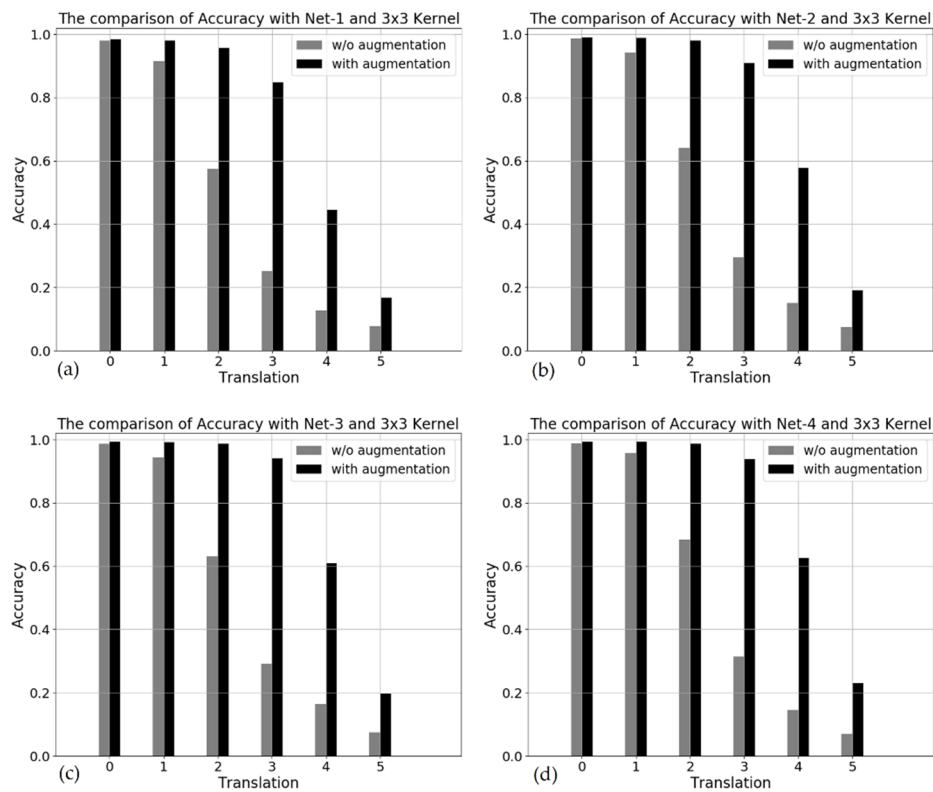 The comparison of Accuracy with Net-1 and 3x3 Kernel
1.0
0.8
0.6
0.4
0.2
0.0
Accuracy
w/o augmentation
with augmentation
0 1 2 3 4 5
Translation
(a)
The comparison of Accuracy with Net-2 and 3x3 Kernel
1.0
0.8
0.6
0.4
0.2
0.0
Accuracy
w/o augmentation
with augmentation
0 1 2 3 4 5
Translation
(b)
The comparison of Accuracy with Net-3 and 3x3 Kernel
1.0
0.8
0.6
0.4
0.2
0.0
Accuracy
w/o augmentation
with augmentation
0 1 2 3 4 5
Translation
(c)
The comparison of Accuracy with Net-4 and 3x3 Kernel
1.0
0.8
0.6
0.4
0.2
0.0
Accuracy
w/o augmentation
with augmentation
0 1 2 3 4 5
Translation
(d)